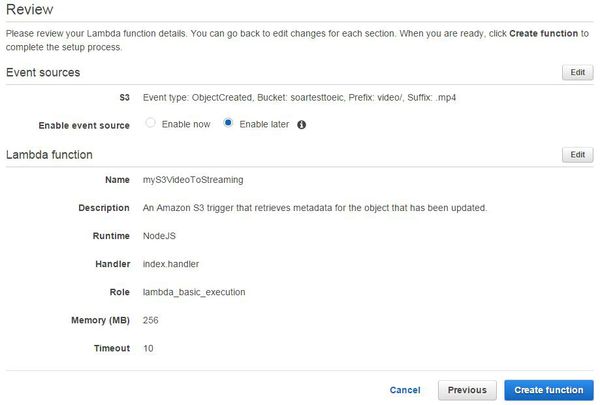 Review
Please review your Lambda function details. You can go back to edit changes for each section. When you are ready, click Create function to
complete the setup process.
Event sources Edit
S3 Event type: ObjectCreated, Bucket: soartesttoeic, Prefix: video/, Suffix: .mp4
Enable event source Enable now Enable later
Lambda function Edit
Name myS3VideoToStreaming
Description An Amazon S3 trigger that retrieves metadata for the object that has been updated.
Runtime NodeJS
Handler index.handler
Role lambda_basic_execution
Memory (MB) 256
Timeout 10
Cancel Previous Create function